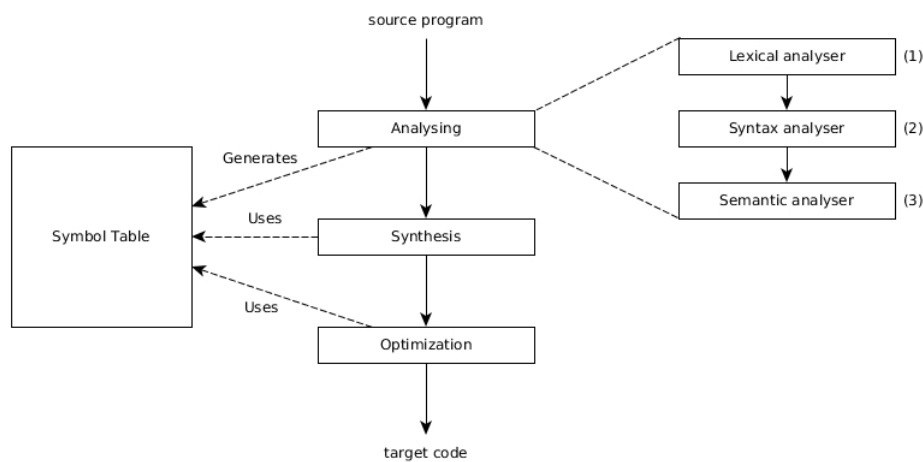 source program
Lexical analyser (1)
Analysing
Syntax analyser (2)
Generates
Semantic analyser (3)
Uses
Symbol Table
Synthesis
Uses
Optimization
target code